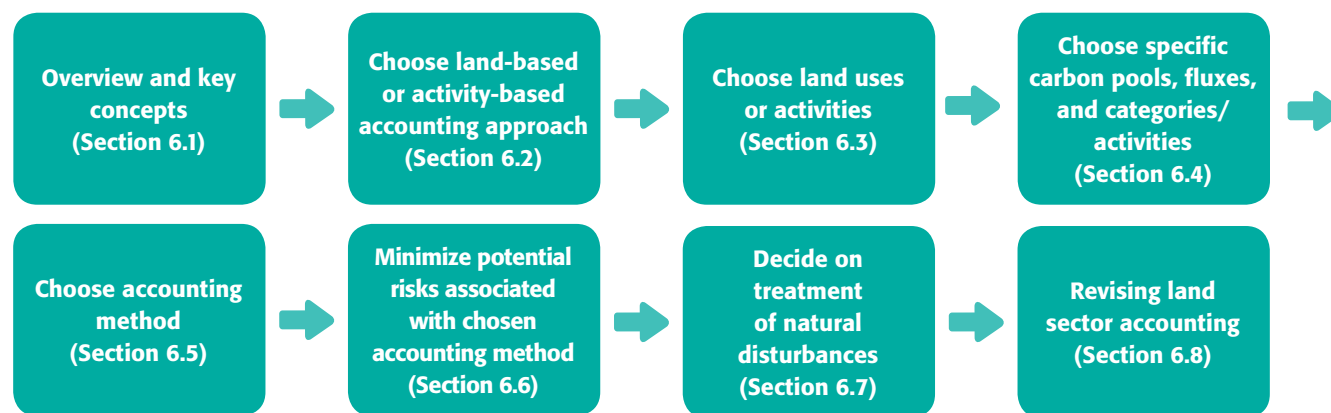 Overview and key
concepts
(Section 6.1)
Choose land-based
or activity-based
accounting approach
(Section 6.2)
Choose land uses
or activities
(Section 6.3)
Choose specific
carbon pools, fluxes,
and categories/
activities
(Section 6.4)
Choose accounting
method
(Section 6.5)
Minimize potential
risks associated
with chosen
accounting method
(Section 6.6)
Decide on
treatment
of natural
disturbances
(Section 6.7)
Revising land
sector accounting
(Section 6.8)